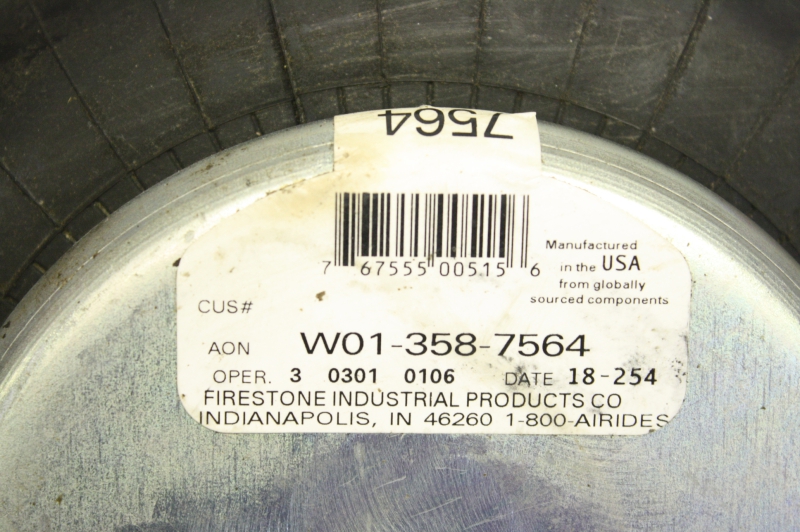 7564
7 67555 00515 6
Manufactured
in the USA
from globally
sourced components
CUS#
AON W01-358-7564
OPER. 3 0301 0106 DATE 18-254
FIRESTONE INDUSTRIAL PRODUCTS CO
INDIANAPOLIS, IN 46260 1-800-AIRIDES